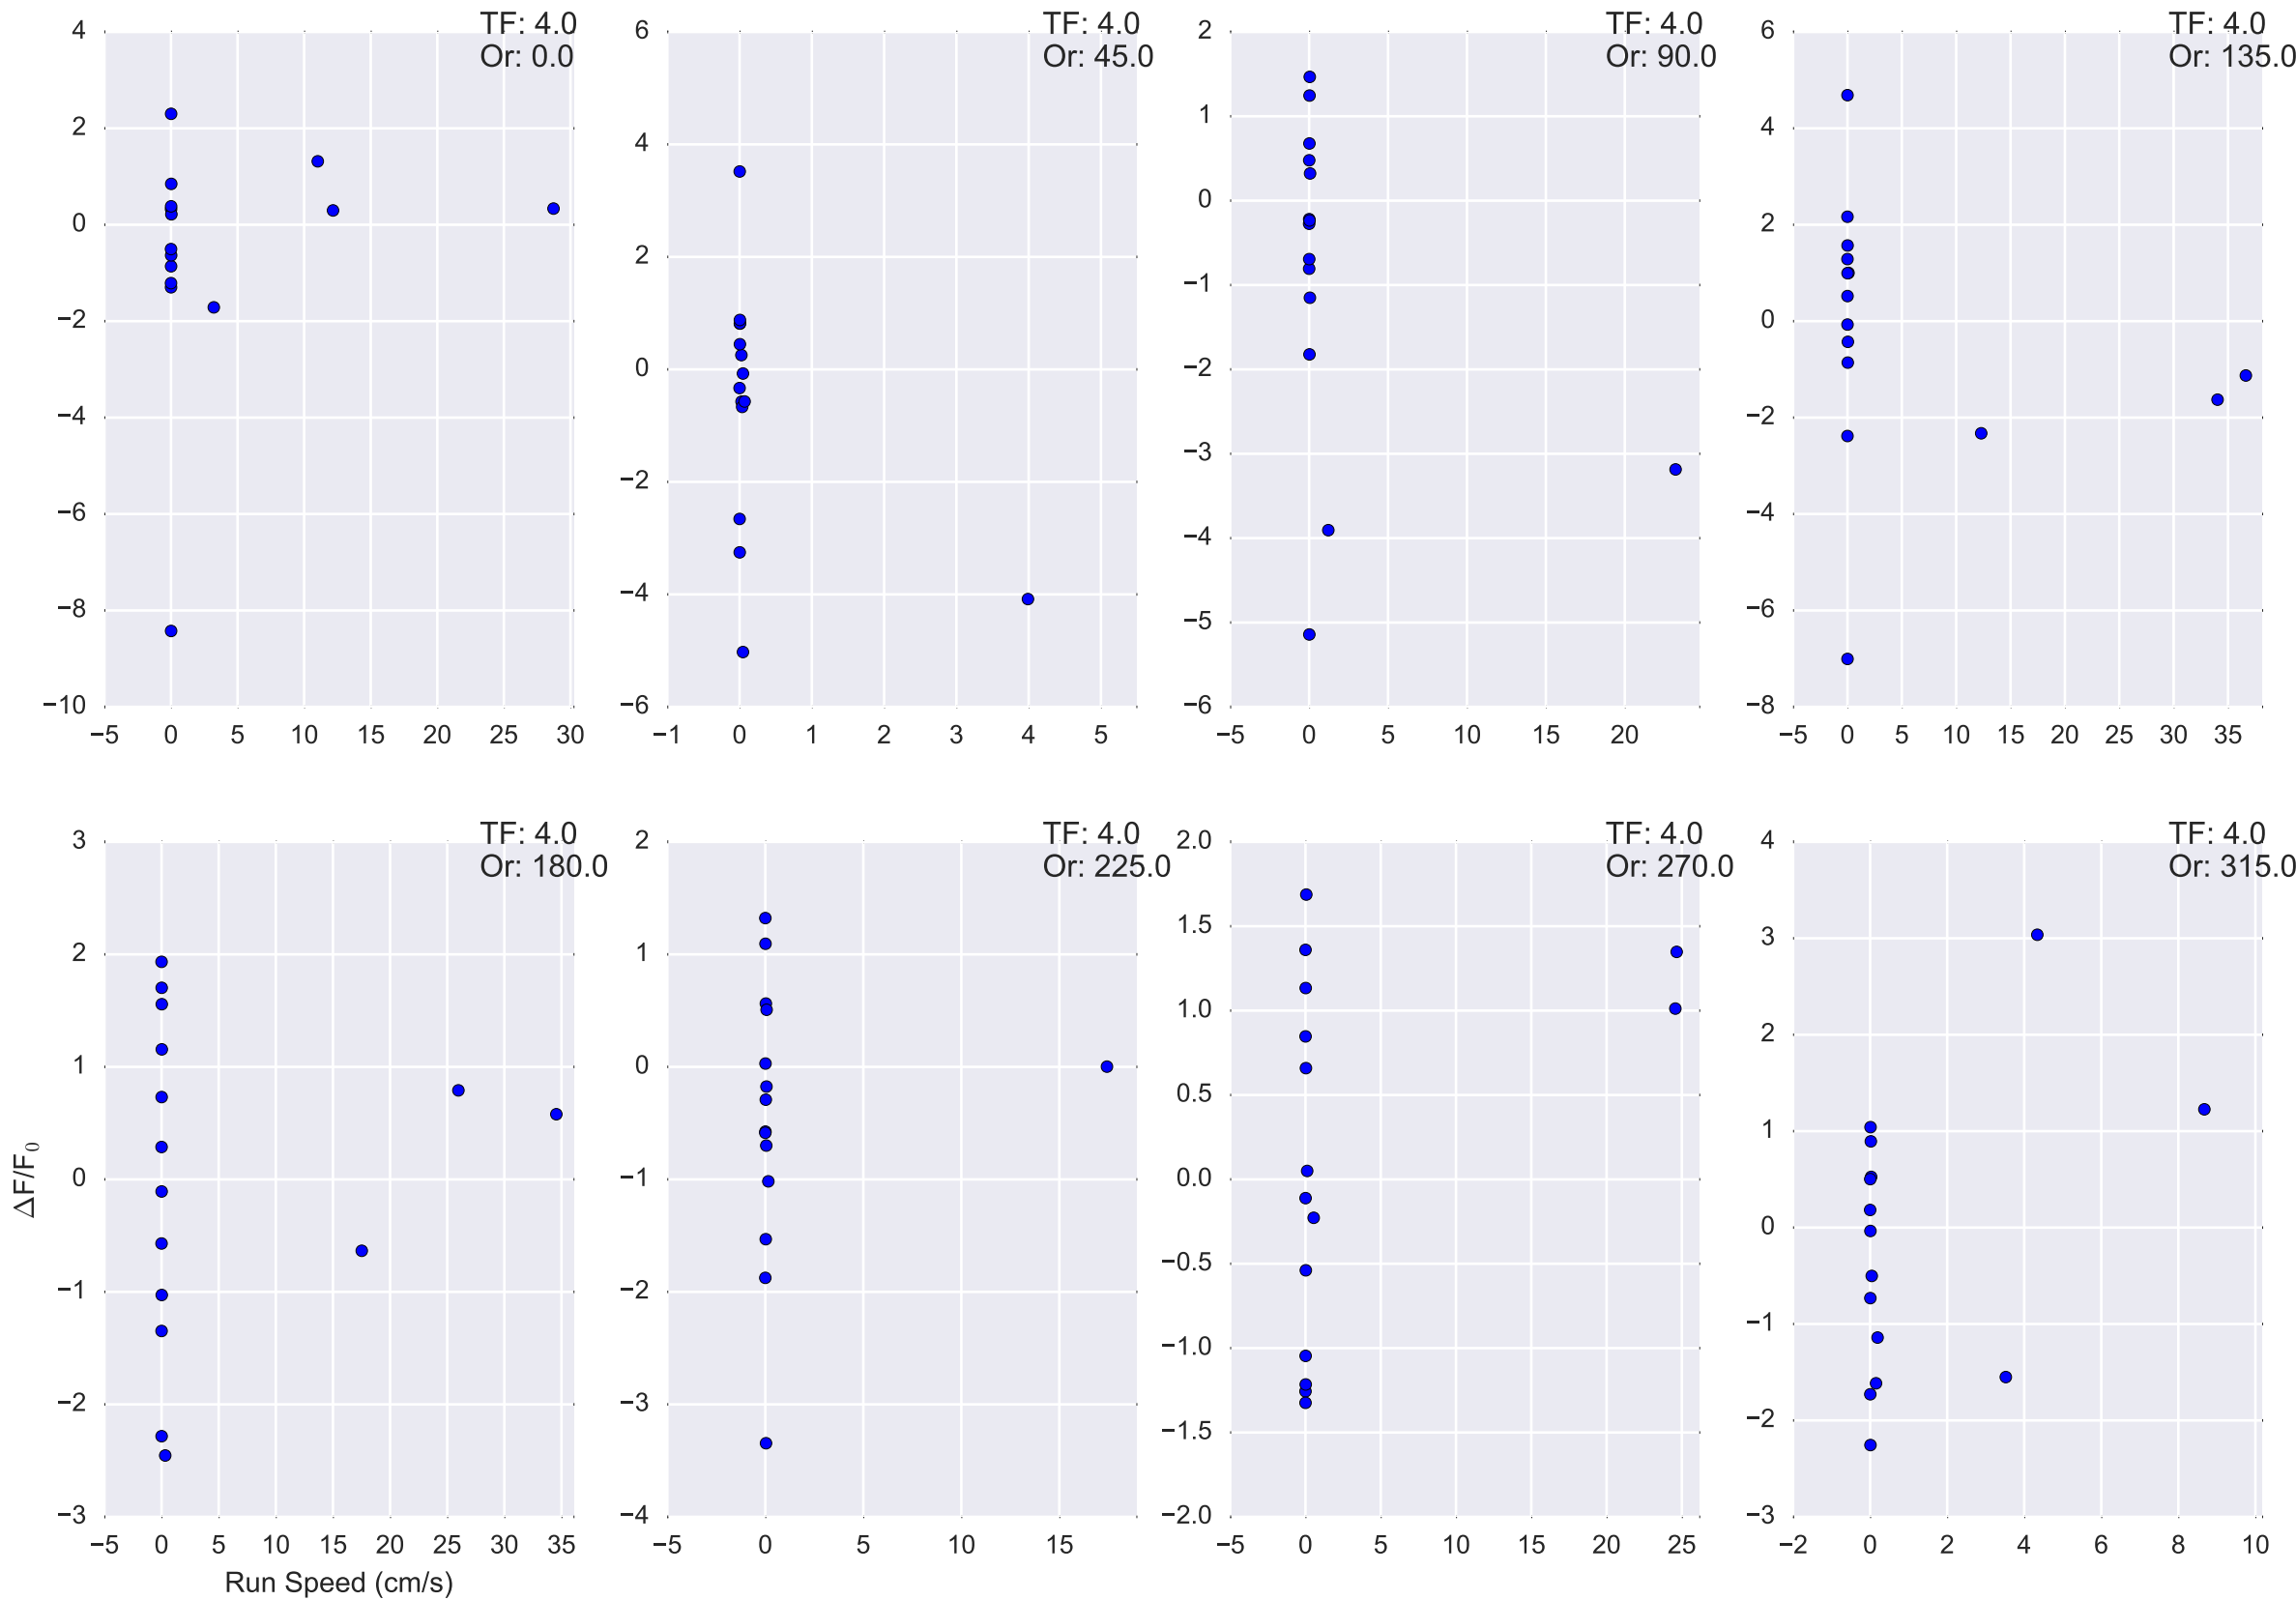 TF: 4.0
Or: 0.0
4
2
0
−2
−4
−6
−8
−10
−5 0 5 10 15 20 25 30
TF: 4.0
Or: 45.0
6
4
2
0
−2
−4
−6
−1 0 1 2 3 4 5
TF: 4.0
Or: 90.0
2
1
0
−1
−2
−3
−4
−5
−6
−5 0 5 10 15 20
TF: 4.0
Or: 135.0
6
4
2
0
−2
−4
−6
−8
−5 0 5 10 15 20 25 30 35
TF: 4.0
Or: 180.0
3
2
1
0
−1
−2
−3
ΔF/F₀
−5 0 5 10 15 20 25 30 35
Run Speed (cm/s)
TF: 4.0
Or: 225.0
2
1
0
−1
−2
−3
−4
−5 0 5 10 15
TF: 4.0
Or: 270.0
2.0
1.5
1.0
0.5
0.0
−0.5
−1.0
−1.5
−2.0
−5 0 5 10 15 20 25
TF: 4.0
Or: 315.0
4
3
2
1
0
−1
−2
−3
−2 0 2 4 6 8 10